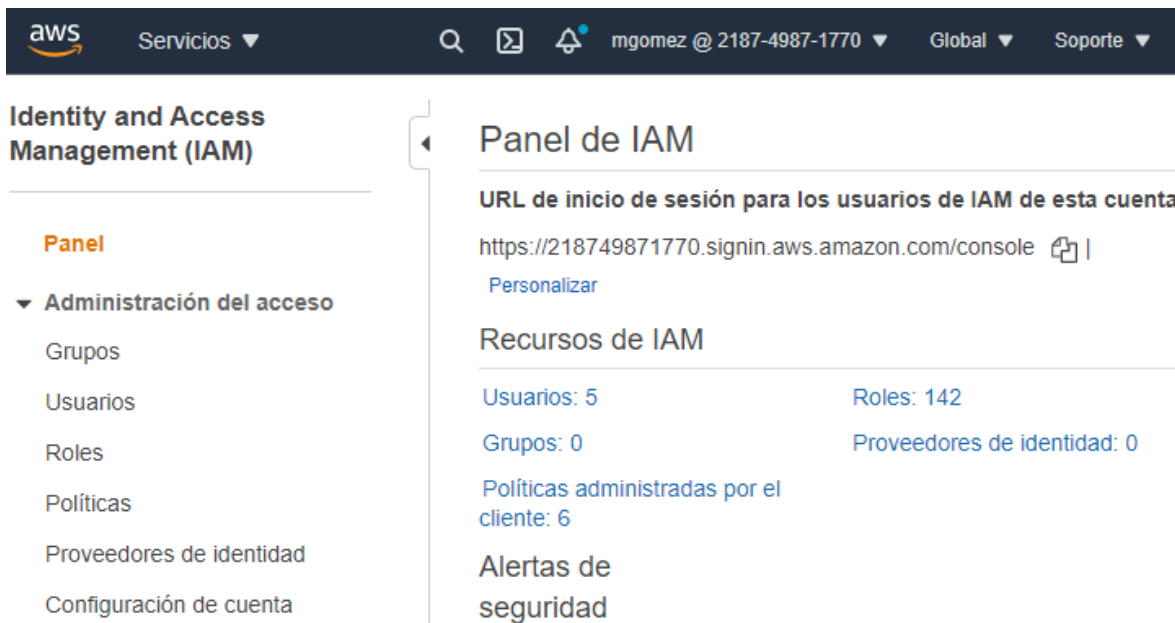 aws Servicios ▼ mgomez @ 2187-4987-1770 ▼ Global ▼ Soporte ▼
Identity and Access
Management (IAM)
Panel
Administración del acceso
Grupos
Usuarios
Roles
Políticas
Proveedores de identidad
Configuración de cuenta
Panel de IAM
URL de inicio de sesión para los usuarios de IAM de esta cuenta
https://218749871770.signin.aws.amazon.com/console |
Personalizar
Recursos de IAM
Usuarios: 5 Roles: 142
Grupos: 0 Proveedores de identidad: 0
Políticas administradas por el
cliente: 6
Alertas de
seguridad